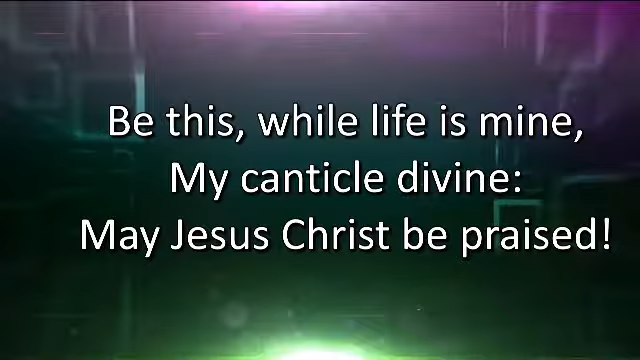 Be this, while life is mine,
My canticle divine:
May Jesus Christ be praised!